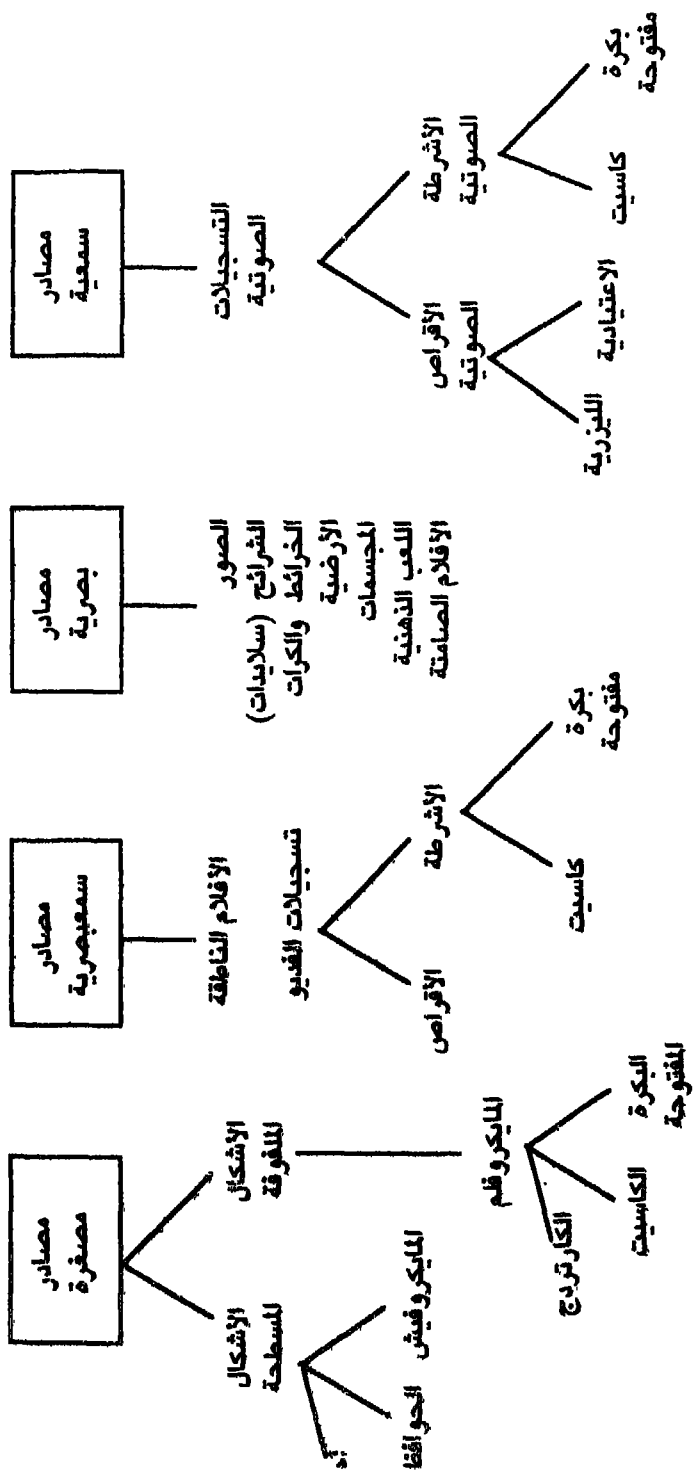 مصادر
سمعية
التسجيلات
الصوتية
الأشرطة
الصوتية
بكرة
مفتوحة
كاسيت
الأقراص
الصوتية
الاعتيادية
الليزرية
مصادر
بصرية
الصور
الشرائح (سلايدات)
الخرائط والكرات
الأرضية
المجسمات
اللعب الذهنية
الأفلام الصامتة
مصادر
سمعبصرية
الأفلام الناطقة
تسجيلات الفديو
الأشرطة
بكرة
مفتوحة
كاسيت
الأقراص
مصادر
مصغرة
الأشكال
الملفوفة
المايكروفلم
البكرة
المفتوحة
الكاسيت
الكارتردج
الأشكال
المسطحة
المايكروفيش